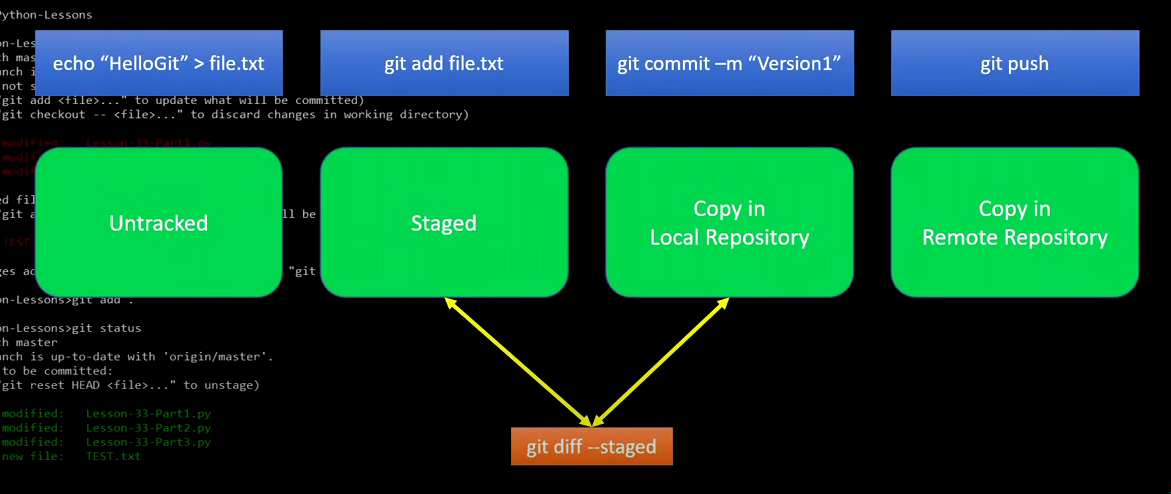 Python-Lessons
on-Les
ch mas
anch i
not s
echo “HelloGit” > file.txt
git add file.txt
git commit –m “Version1”
git push
"git add <file>..." to update what will be committed)
"git checkout -- <file>..." to discard changes in working directory)
modified: Lesson-33-Part1.py
modif
modif
ed fil
"git a
ll be
TEST
Untracked
Staged
Copy in
Local Repository
Copy in
Remote Repository
ges ad
"git
on-Lessons>git add .
on-Lessons>git status
ch master
anch is up-to-date with 'origin/master'.
to be committed:
"git reset HEAD <file>..." to unstage)
modified: Lesson-33-Part1.py
modified: Lesson-33-Part2.py
modified: Lesson-33-Part3.py
new file: TEST.txt
git diff --staged